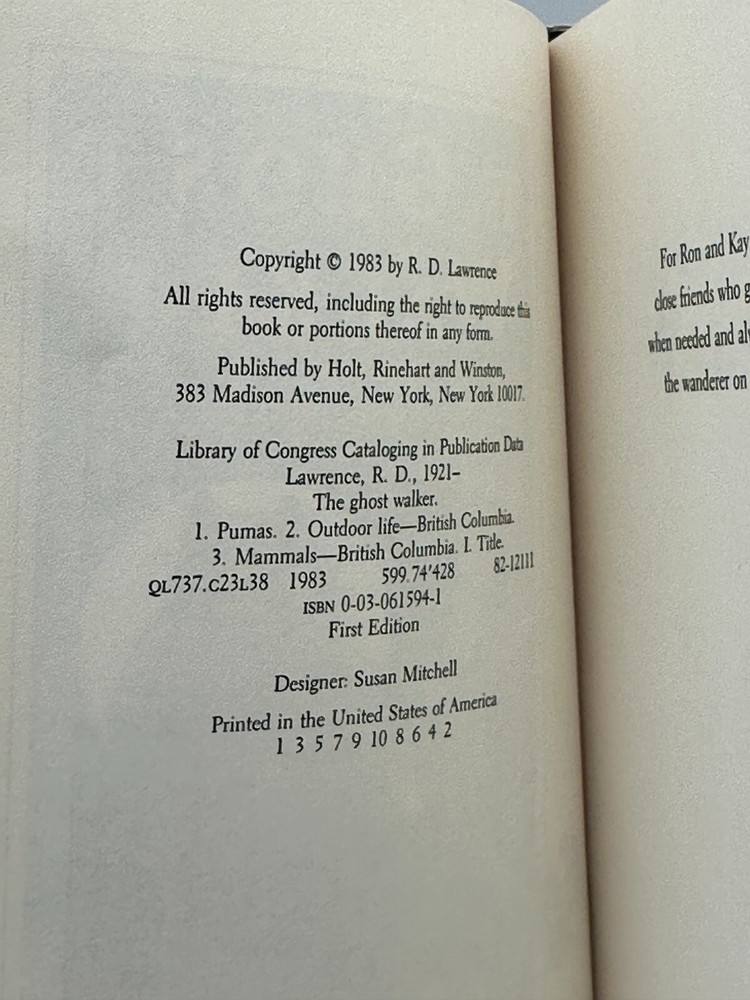 Copyright © 1983 by R. D. Lawrence
All rights reserved, including the right to reproduce this
book or portions thereof in any form.
Published by Holt, Rinehart and Winston,
383 Madison Avenue, New York, New York 10017.
Library of Congress Cataloging in Publication Data
Lawrence, R. D., 1921–
The ghost walker.
1. Pumas. 2. Outdoor life—British Columbia.
3. Mammals—British Columbia. I. Title.
QL737.C23L38 1983 599.74'428 82-12111
ISBN 0-03-061594-1
First Edition
Designer: Susan Mitchell
Printed in the United States of America
1 3 5 7 9 10 8 6 4 2
For Ron and Kay
close friends who g
when needed and alw
the wanderer on